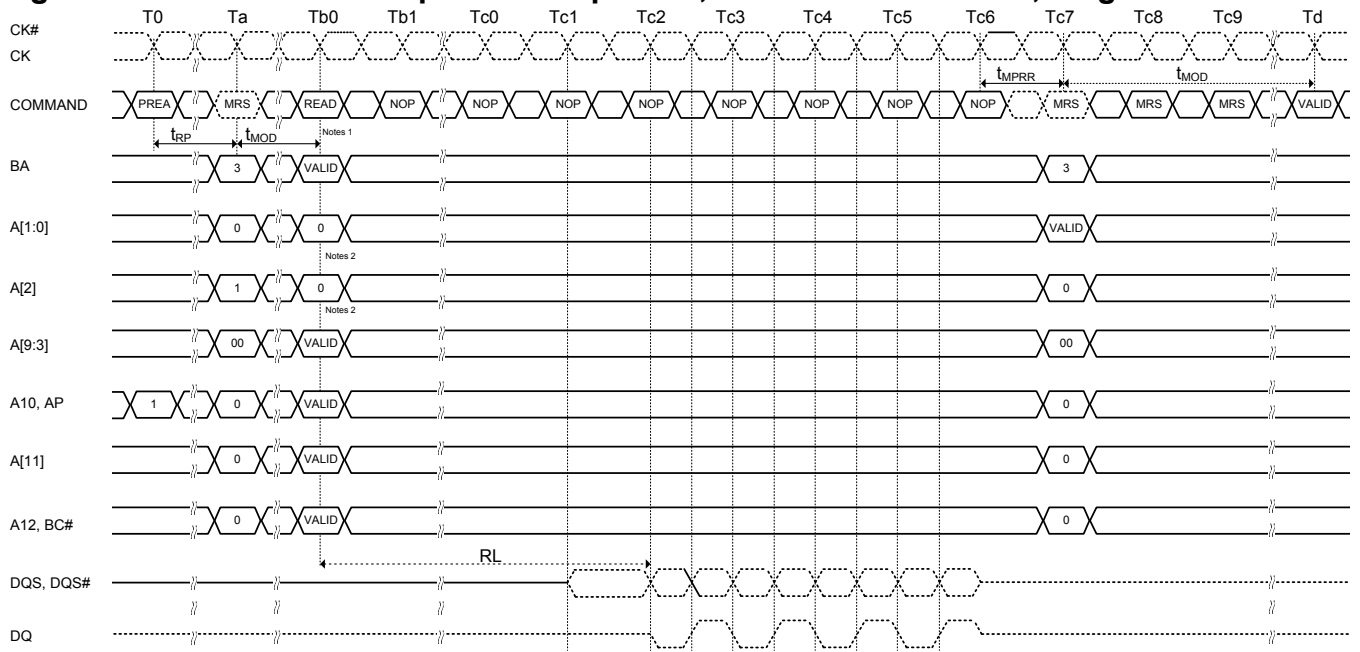 T0 Ta Tb0 Tb1 Tc0 Tc1 Tc2 Tc3 Tc4 Tc5 Tc6 Tc7 Tc8 Tc9 Td
CK#
CK
tMPRR tMOD
COMMAND PREA MRS READ NOP NOP NOP NOP NOP NOP NOP NOP MRS MRS MRS VALID
tRP tMOD Notes 1
BA 3 VALID 3
A[1:0] 0 0 VALID
Notes 2
A[2] 1 0 0
Notes 2
A[9:3] 00 VALID 00
A10, AP 1 0 VALID 0
A[11] 0 VALID 0
A12, BC# 0 VALID 0
RL
DQS, DQS#
DQ